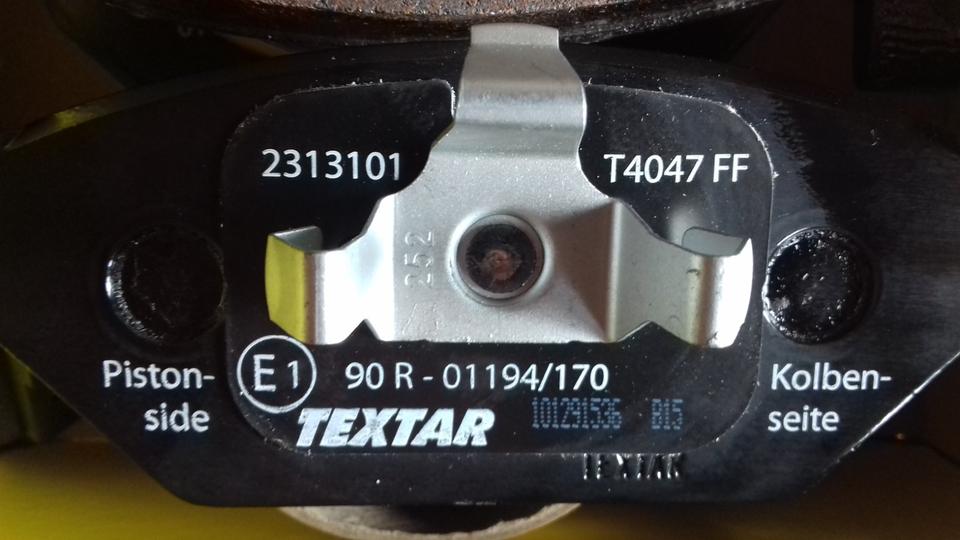 2313101
T4047 FF
252
Piston-
side
E1
90 R - 01194/170
Kolben-
seite
TEXTAR
101291536 B15
TEXTAR